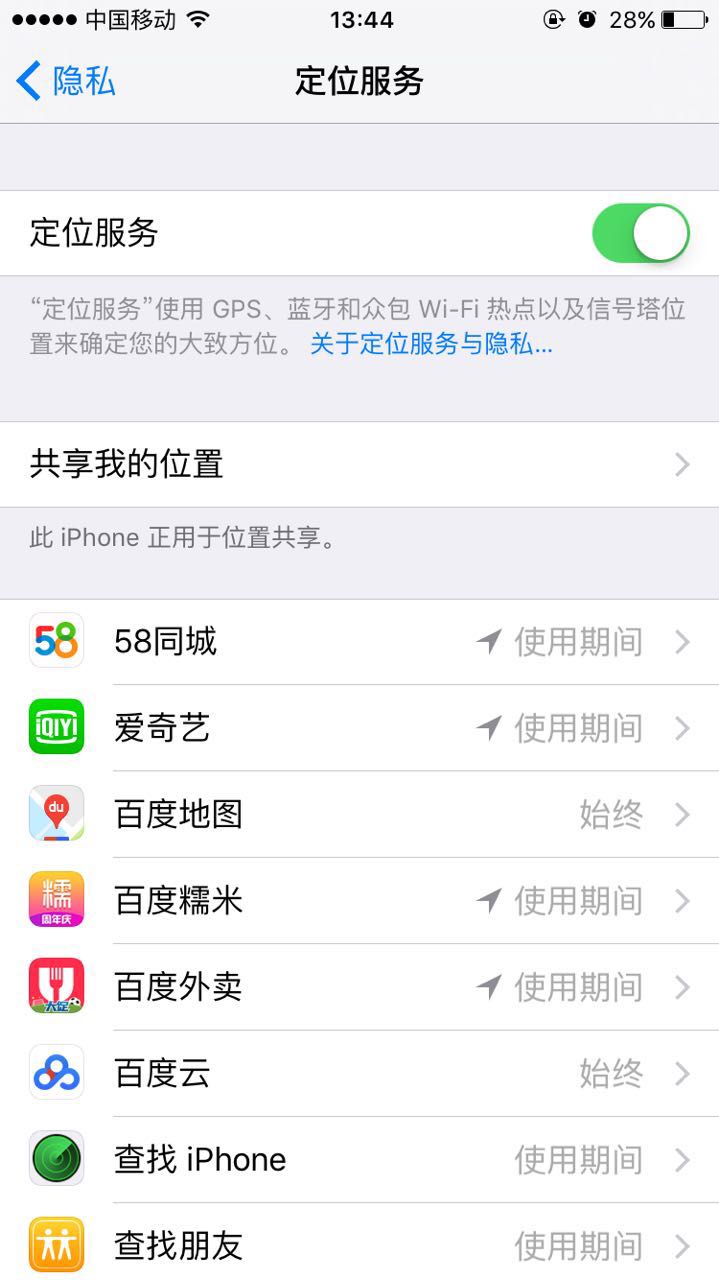 中国移动 13:44 28%
隐私 定位服务
定位服务
“定位服务”使用 GPS、蓝牙和众包 Wi-Fi 热点以及信号塔位
置来确定您的大致方位。 关于定位服务与隐私...
共享我的位置
此 iPhone 正用于位置共享。
58 58同城 使用期间
iQIYI 爱奇艺 使用期间
du 百度地图 始终
糯 周年庆 百度糯米 使用期间
大促 百度外卖 使用期间
百度云 始终
查找 iPhone 使用期间
查找朋友 使用期间